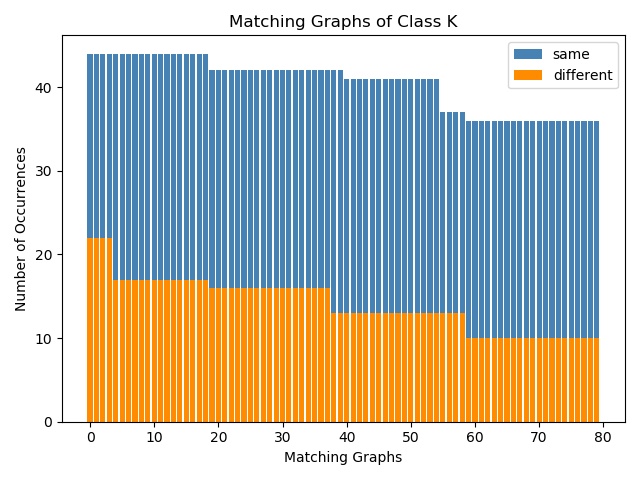 Matching Graphs of Class K
same
different
Number of Occurrences
40
30
20
10
0
0 10 20 30 40 50 60 70 80
Matching Graphs